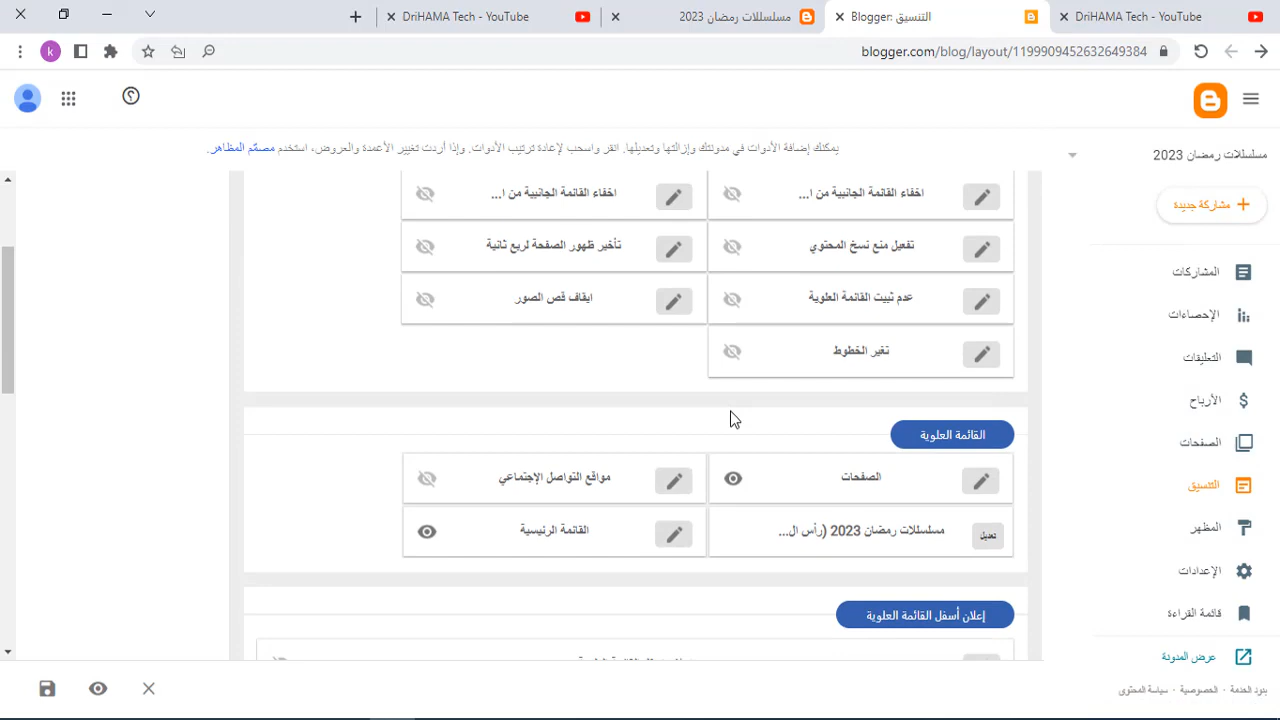 DriHAMA Tech - YouTube
Blogger: التنسيق
مسلسللات رمضان 2023
DriHAMA Tech - YouTube
blogger.com/blog/layout/1199909452632649384
k
يمكنك إضافة الأدوات في مدونتك وإزالتها وتعديلها. انقر واسحب لإعادة ترتيب الأدوات. وإذا أردت تغيير الأعمدة والعروض، استخدم مصمّم المظاهر.
مسلسللات رمضان 2023
مشاركة جديدة
المشاركات
الإحصاءات
التعليقات
الأرباح
الصفحات
التنسيق
المظهر
الإعدادات
قائمة القراءة
عرض المدونة
بنود الخدمة - الخصوصية - سياسة المحتوى
اخفاء القائمة الجانبية من ا...
اخفاء القائمة الجانبية من ا...
تفعيل منع نسخ المحتوي
تأخير ظهور الصفحة لربع ثانية
عدم ثبيت القائمة العلوية
ايقاف قص الصور
تغير الخطوط
القائمة العلوية
الصفحات
مواقع التواصل الإجتماعي
مسلسللات رمضان 2023 (رأس ال...
تعديل
القائمة الرئيسية
إعلان أسفل القائمة العلوية